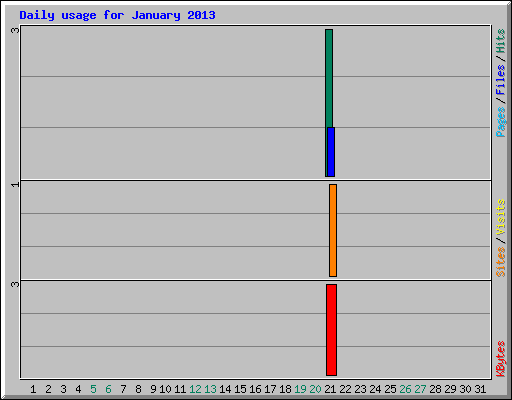 Daily usage for January 2013
3
1
3
Pages/Files/Hits
Sites/Visits
KBytes
1 2 3 4 5 6 7 8 9 10 11 12 13 14 15 16 17 18 19 20 21 22 23 24 25 26 27 28 29 30 31